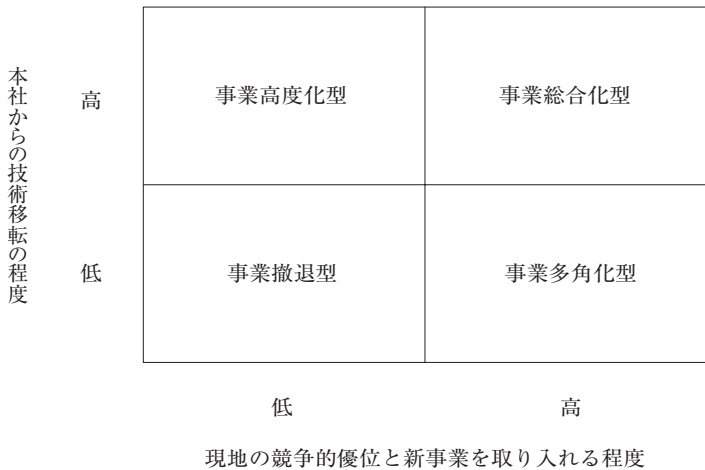 本社からの技術移転の程度
高
事業高度化型
事業総合化型
低
事業撤退型
事業多角化型
低
高
現地の競争的優位と新事業を取り入れる程度